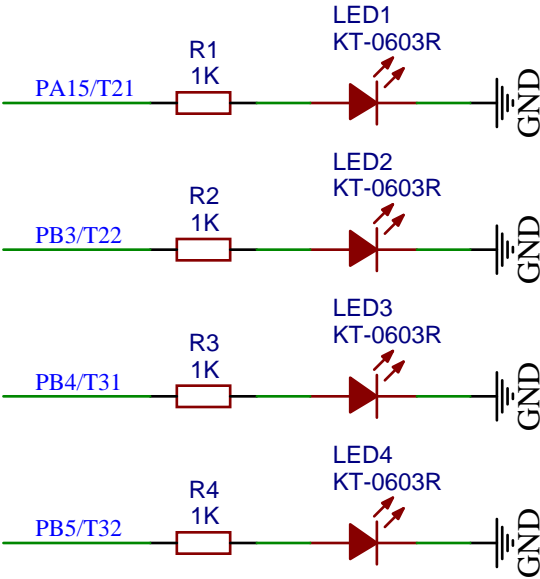 LED1
KT-0603R
R1
1K
PA15/T21
GND
LED2
KT-0603R
R2
1K
PB3/T22
GND
LED3
KT-0603R
R3
1K
PB4/T31
GND
LED4
KT-0603R
R4
1K
PB5/T32
GND